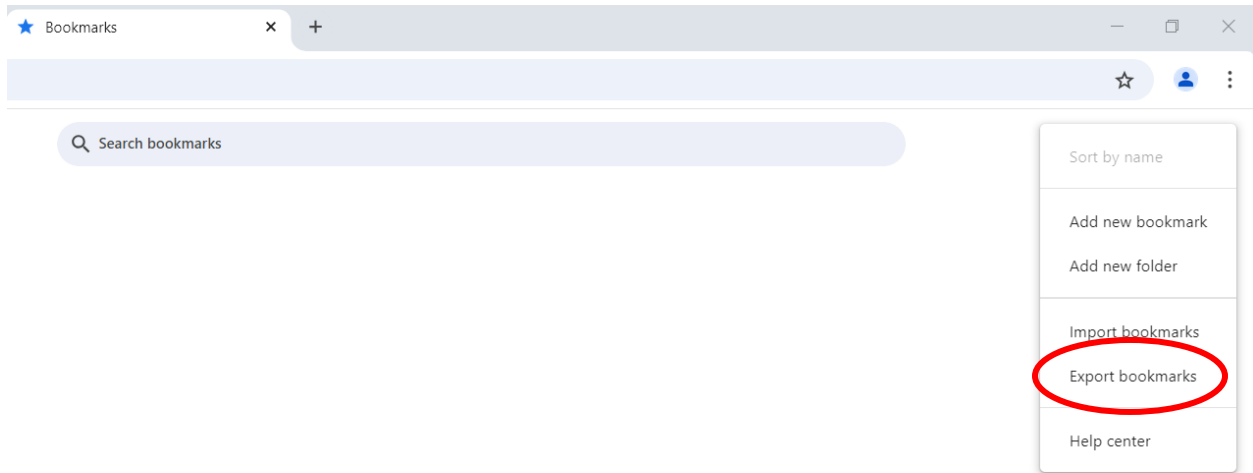 Bookmarks
Search bookmarks
Sort by name
Add new bookmark
Add new folder
Import bookmarks
Export bookmarks
Help center